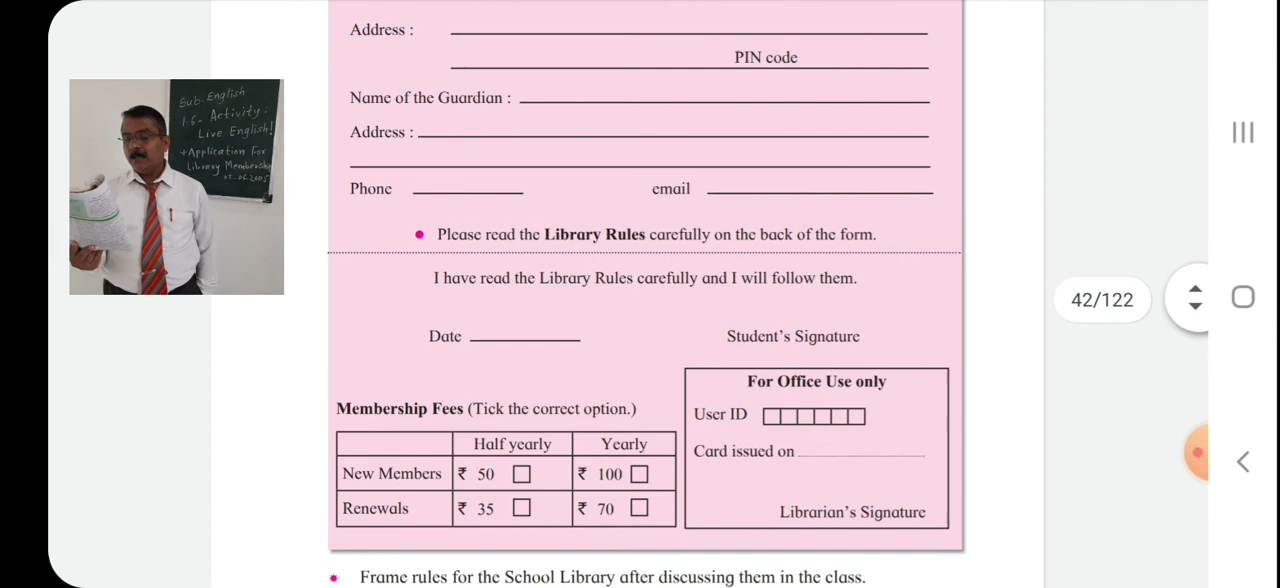 Address :
PIN code
Name of the Guardian :
Address :
Phone email
• Please read the Library Rules carefully on the back of the form.
I have read the Library Rules carefully and I will follow them.
Date Student's Signature
Membership Fees (Tick the correct option.)
Half yearly Yearly
New Members ₹ 50 ₹ 100
Renewals ₹ 35 ₹ 70
For Office Use only
User ID
Card issued on
Librarian's Signature
* Frame rules for the School Library after discussing them in the class.
Sub. English
1.6- Activity:
Live English!
Application For
Library Membership
42/122